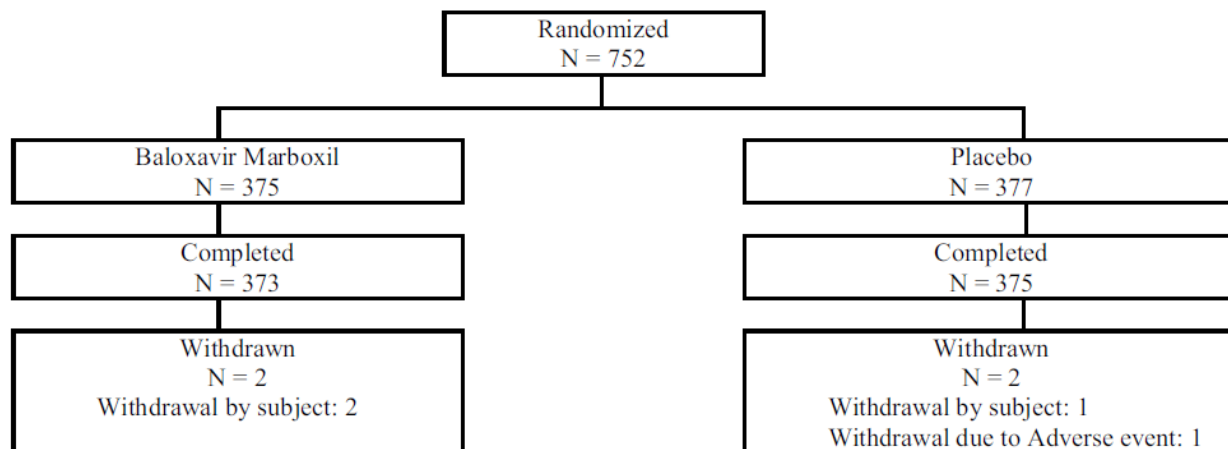 Randomized
N = 752
Baloxavir Marboxil
N = 375
Placebo
N = 377
Completed
N = 373
Completed
N = 375
Withdrawn
N = 2
Withdrawal by subject: 2
Withdrawn
N = 2
Withdrawal by subject: 1
Withdrawal due to Adverse event: 1